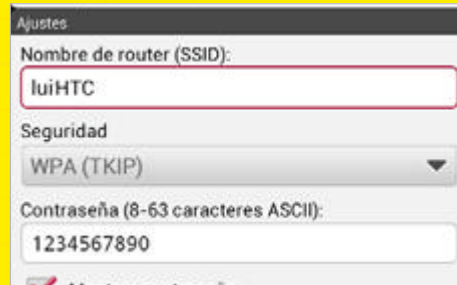 Ajustes
Nombre de router (SSID):
luiHTC
Seguridad
WPA (TKIP)
Contraseña (8-63 caracteres ASCII):
1234567890